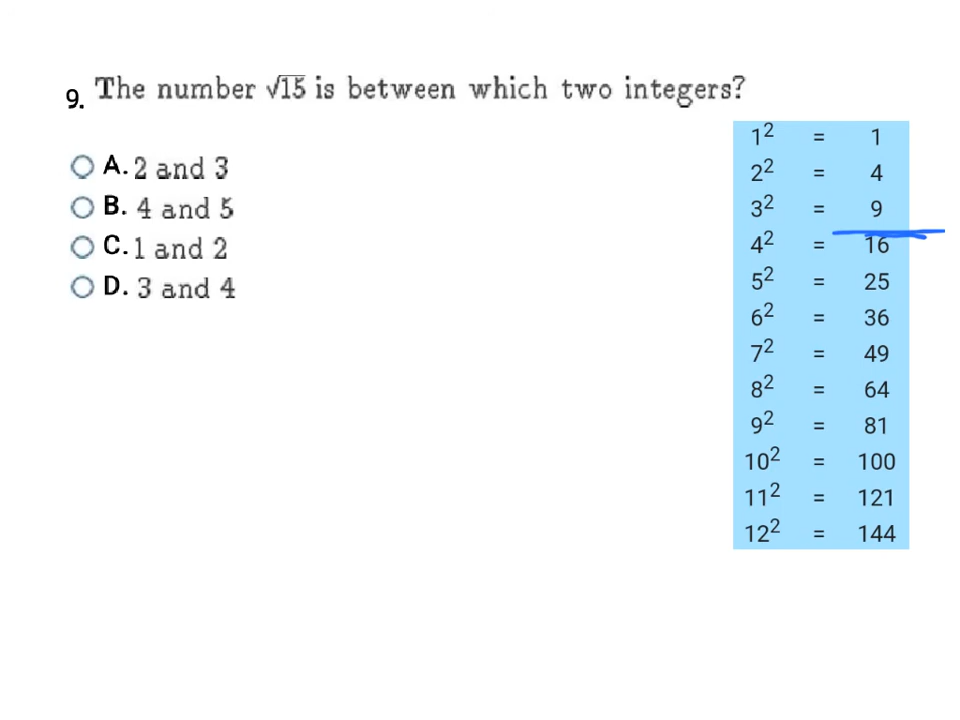 9. The number √15 is between which two integers?
A. 2 and 3
B. 4 and 5
C. 1 and 2
D. 3 and 4
1² = 1
2² = 4
3² = 9
4² = 16
5² = 25
6² = 36
7² = 49
8² = 64
9² = 81
10² = 100
11² = 121
12² = 144